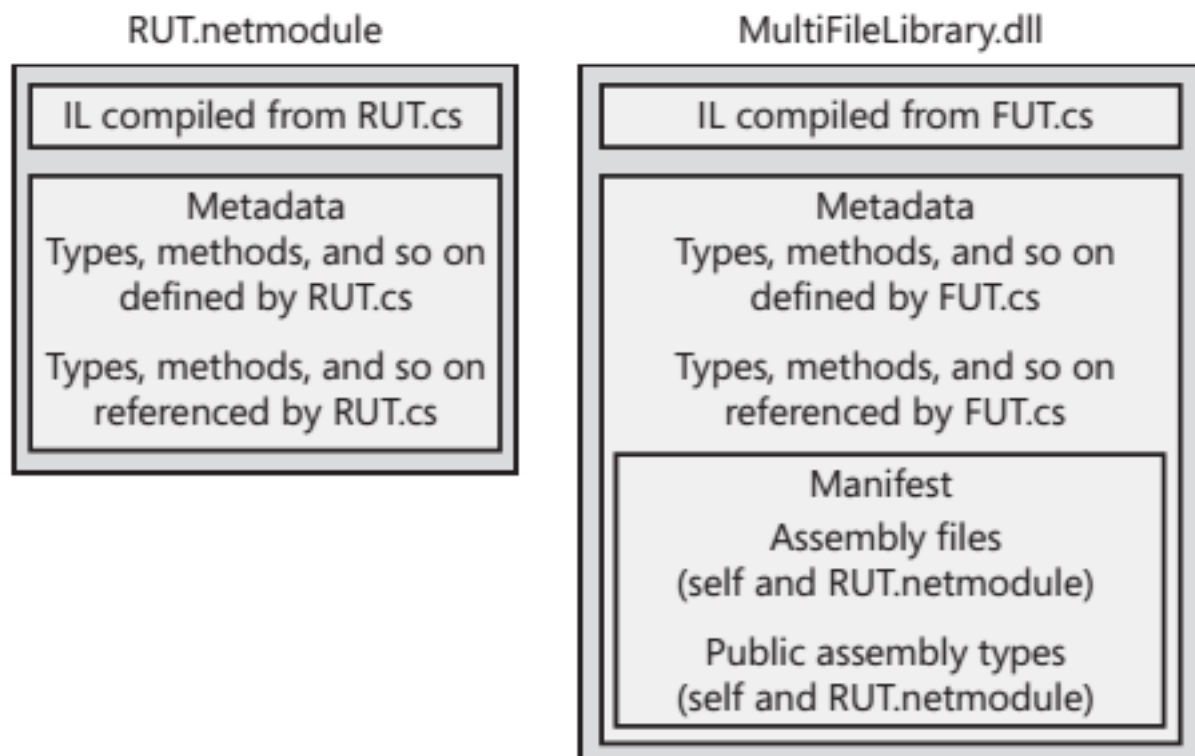 RUT.netmodule
IL compiled from RUT.cs
Metadata
Types, methods, and so on
defined by RUT.cs
Types, methods, and so on
referenced by RUT.cs
MultiFileLibrary.dll
IL compiled from FUT.cs
Metadata
Types, methods, and so on
defined by FUT.cs
Types, methods, and so on
referenced by FUT.cs
Manifest
Assembly files
(self and RUT.netmodule)
Public assembly types
(self and RUT.netmodule)